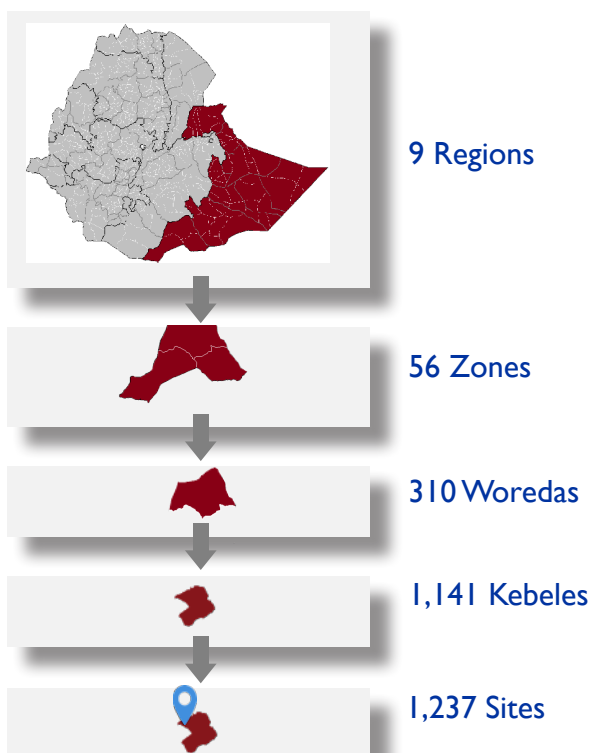 9 Regions
56 Zones
310 Woredas
1,141 Kebeles
1,237 Sites